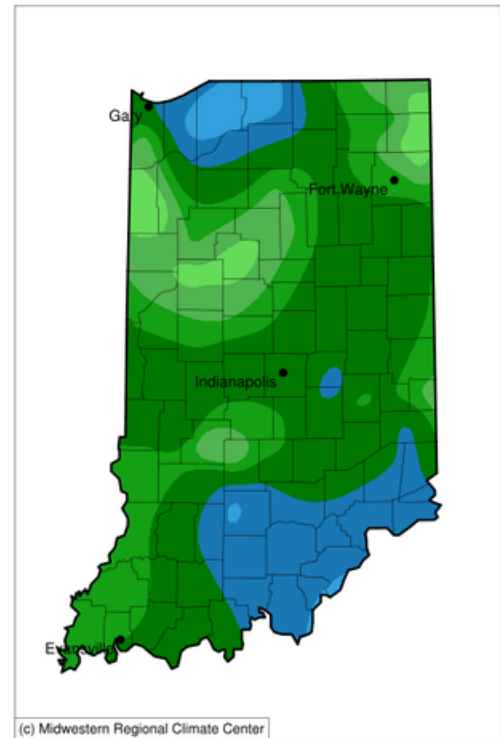 Gary
Fort Wayne
Indianapolis
Evansville
(c) Midwestern Regional Climate Center